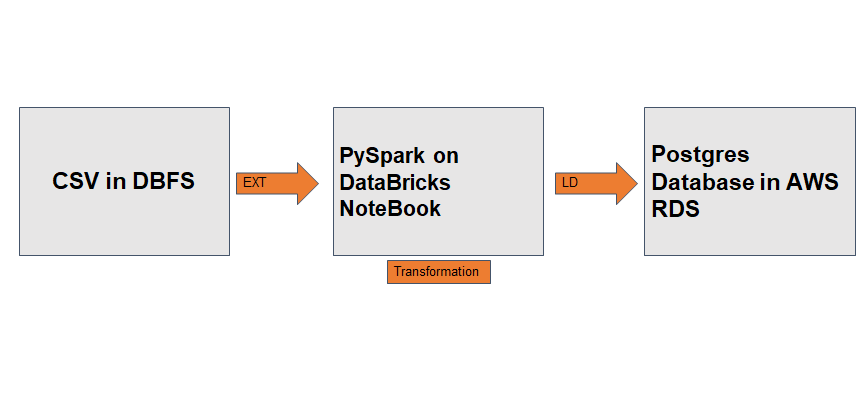 CSV in DBFS
EXT
PySpark on
DataBricks
NoteBook
Transformation
LD
Postgres
Database in AWS
RDS